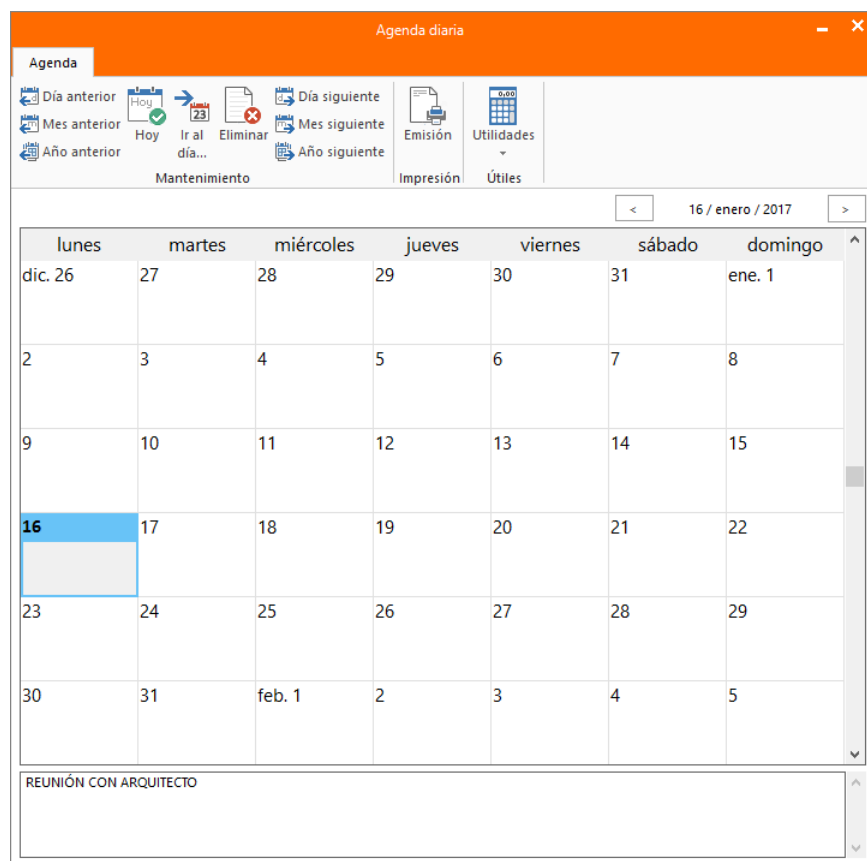 Agenda diaria
Agenda
Día anterior
Mes anterior
Año anterior
Hoy
Hoy
23
Ir al
día...
Eliminar
Día siguiente
Mes siguiente
Año siguiente
Mantenimiento
Emisión
Impresión
0,00
Utilidades
Útiles
< 16 / enero / 2017 >
lunes martes miércoles jueves viernes sábado domingo
dic. 26 27 28 29 30 31 ene. 1
2 3 4 5 6 7 8
9 10 11 12 13 14 15
16 17 18 19 20 21 22
23 24 25 26 27 28 29
30 31 feb. 1 2 3 4 5
REUNIÓN CON ARQUITECTO